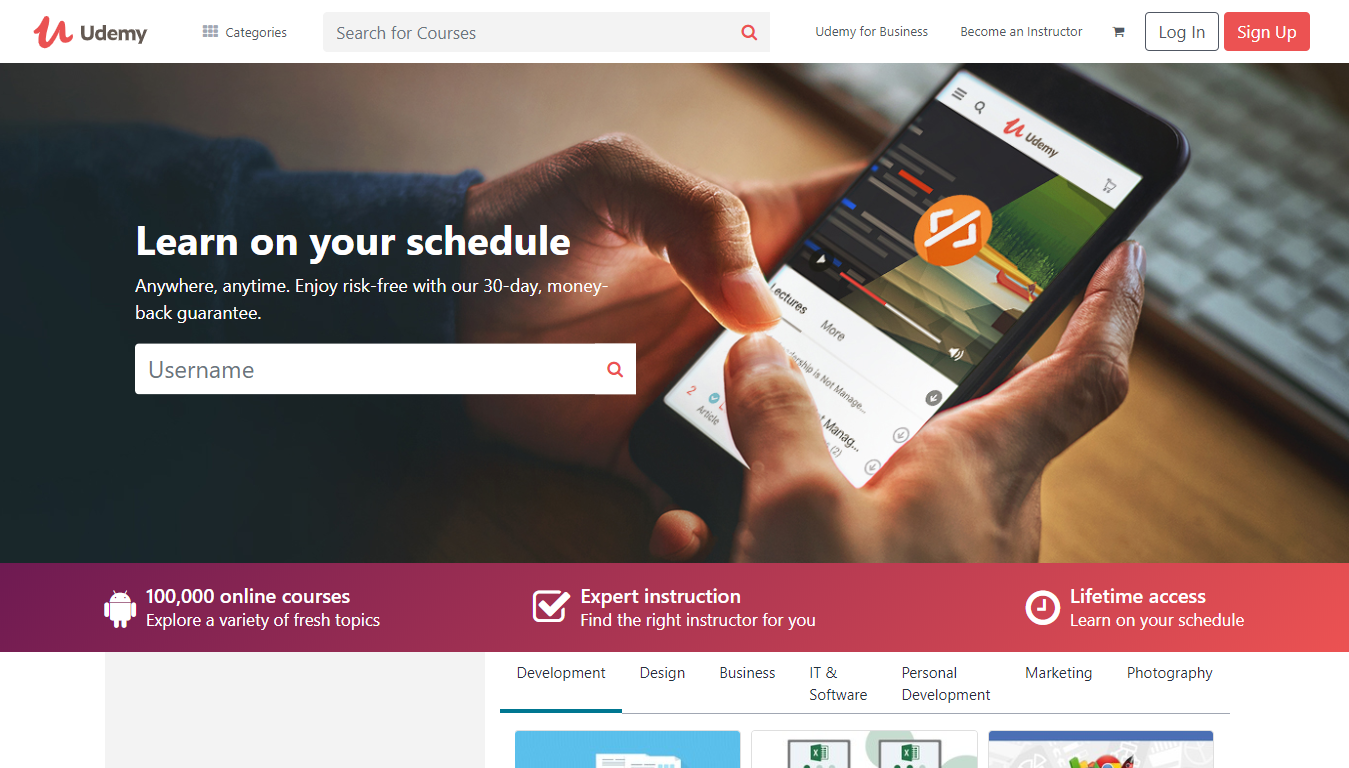 Udemy
Categories
Search for Courses
Udemy for Business
Become an Instructor
Log In
Sign Up
Udemy
Learn on your schedule
Anywhere, anytime. Enjoy risk-free with our 30-day, money-
back guarantee.
Username
Lectures
More
is Not Manage...
2
Article
Manag...
(2)
100,000 online courses
Explore a variety of fresh topics
Expert instruction
Find the right instructor for you
Lifetime access
Learn on your schedule
Development
Design
Business
IT &
Software
Personal
Development
Marketing
Photography